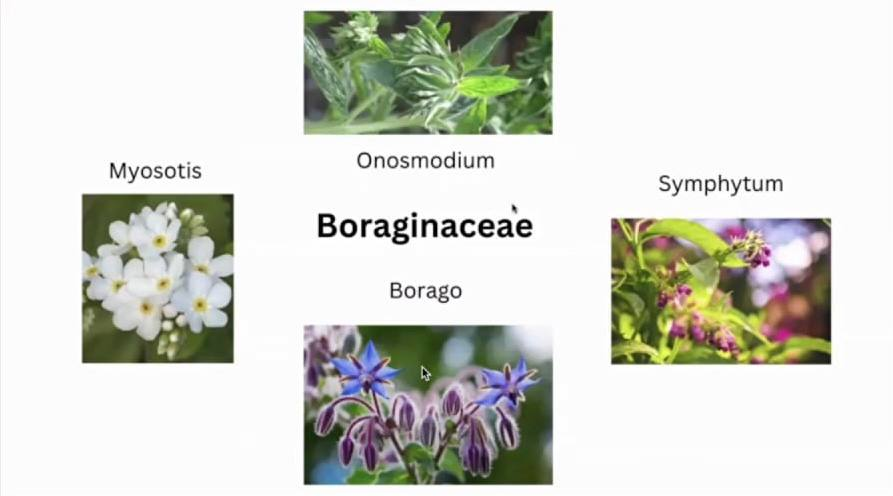 Onosmodium
Myosotis
Symphytum
Boraginaceae
Borago